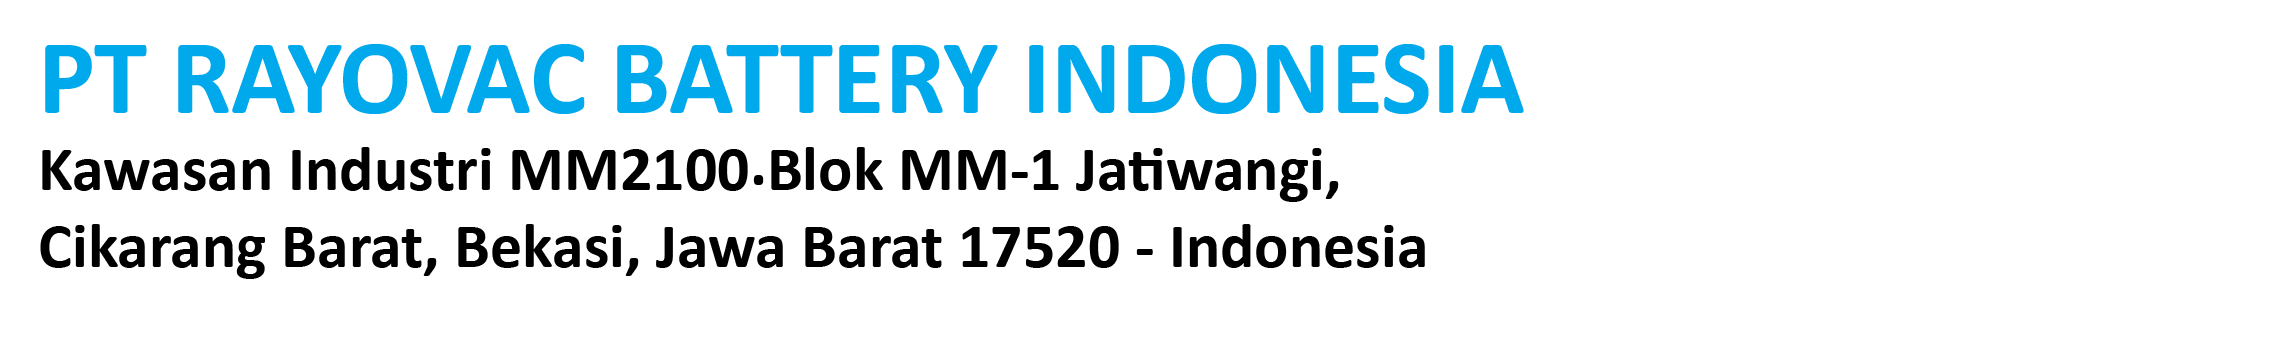 PT RAYOVAC BATTERY INDONESIA
Kawasan Industri MM2100.Blok MM-1 Jatiwangi,
Cikarang Barat, Bekasi, Jawa Barat 17520 - Indonesia